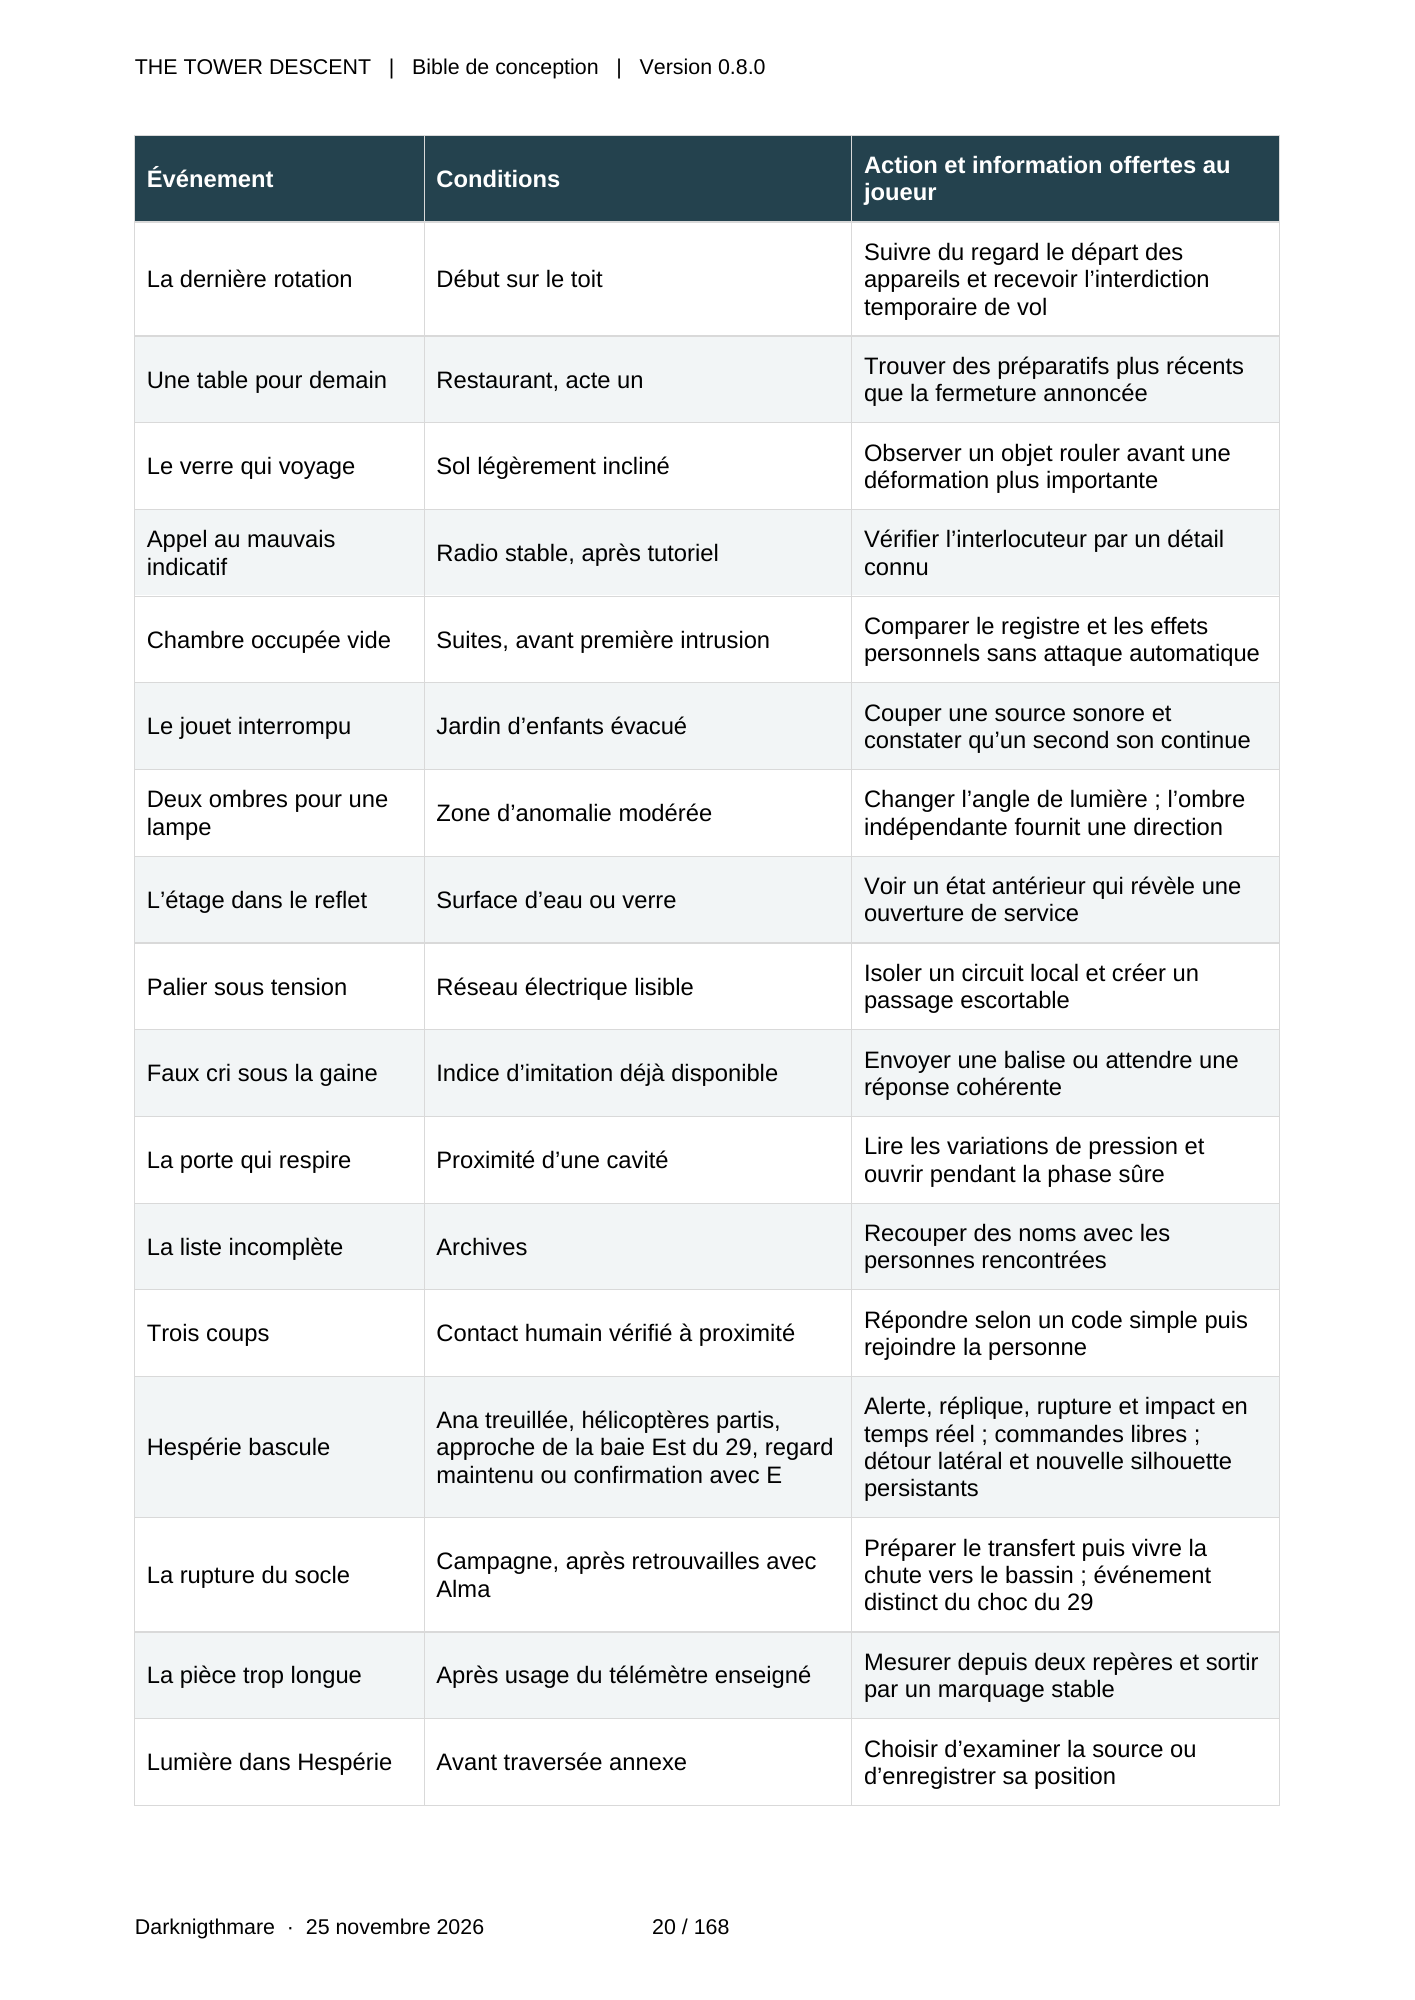 THE TOWER DESCENT | Bible de conception | Version 0.8.0
Événement
Conditions
Action et information offertes au
joueur
La dernière rotation
Début sur le toit
Suivre du regard le départ des
appareils et recevoir l’interdiction
temporaire de vol
Une table pour demain
Restaurant, acte un
Trouver des préparatifs plus récents
que la fermeture annoncée
Le verre qui voyage
Sol légèrement incliné
Observer un objet rouler avant une
déformation plus importante
Appel au mauvais
indicatif
Radio stable, après tutoriel
Vérifier l’interlocuteur par un détail
connu
Chambre occupée vide
Suites, avant première intrusion
Comparer le registre et les effets
personnels sans attaque automatique
Le jouet interrompu
Jardin d’enfants évacué
Couper une source sonore et
constater qu’un second son continue
Deux ombres pour une
lampe
Zone d’anomalie modérée
Changer l’angle de lumière ; l’ombre
indépendante fournit une direction
L’étage dans le reflet
Surface d’eau ou verre
Voir un état antérieur qui révèle une
ouverture de service
Palier sous tension
Réseau électrique lisible
Isoler un circuit local et créer un
passage escortable
Faux cri sous la gaine
Indice d’imitation déjà disponible
Envoyer une balise ou attendre une
réponse cohérente
La porte qui respire
Proximité d’une cavité
Lire les variations de pression et
ouvrir pendant la phase sûre
La liste incomplète
Archives
Recouper des noms avec les
personnes rencontrées
Trois coups
Contact humain vérifié à proximité
Répondre selon un code simple puis
rejoindre la personne
Hespérie bascule
Ana treuillée, hélicoptères partis,
approche de la baie Est du 29, regard
maintenu ou confirmation avec E
Alerte, réplique, rupture et impact en
temps réel ; commandes libres ;
détour latéral et nouvelle silhouette
persistants
La rupture du socle
Campagne, après retrouvailles avec
Alma
Préparer le transfert puis vivre la
chute vers le bassin ; événement
distinct du choc du 29
La pièce trop longue
Après usage du télémètre enseigné
Mesurer depuis deux repères et sortir
par un marquage stable
Lumière dans Hespérie
Avant traversée annexe
Choisir d’examiner la source ou
d’enregistrer sa position
Darknigthmare · 25 novembre 2026
20 / 168